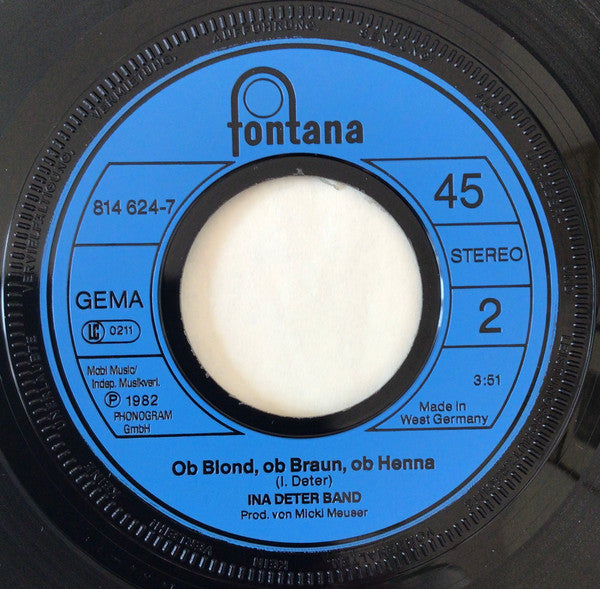 fontana
814 624-7
GEMA
LC 0211
Mobi Music/
Indep. Musikverl.
℗ 1982
PHONOGRAM
GmbH
45
STEREO
2
3:51
Made in
West Germany
Ob Blond, ob Braun, ob Henna
(I. Deter)
INA DETER BAND
Prod. von Micki Meuser